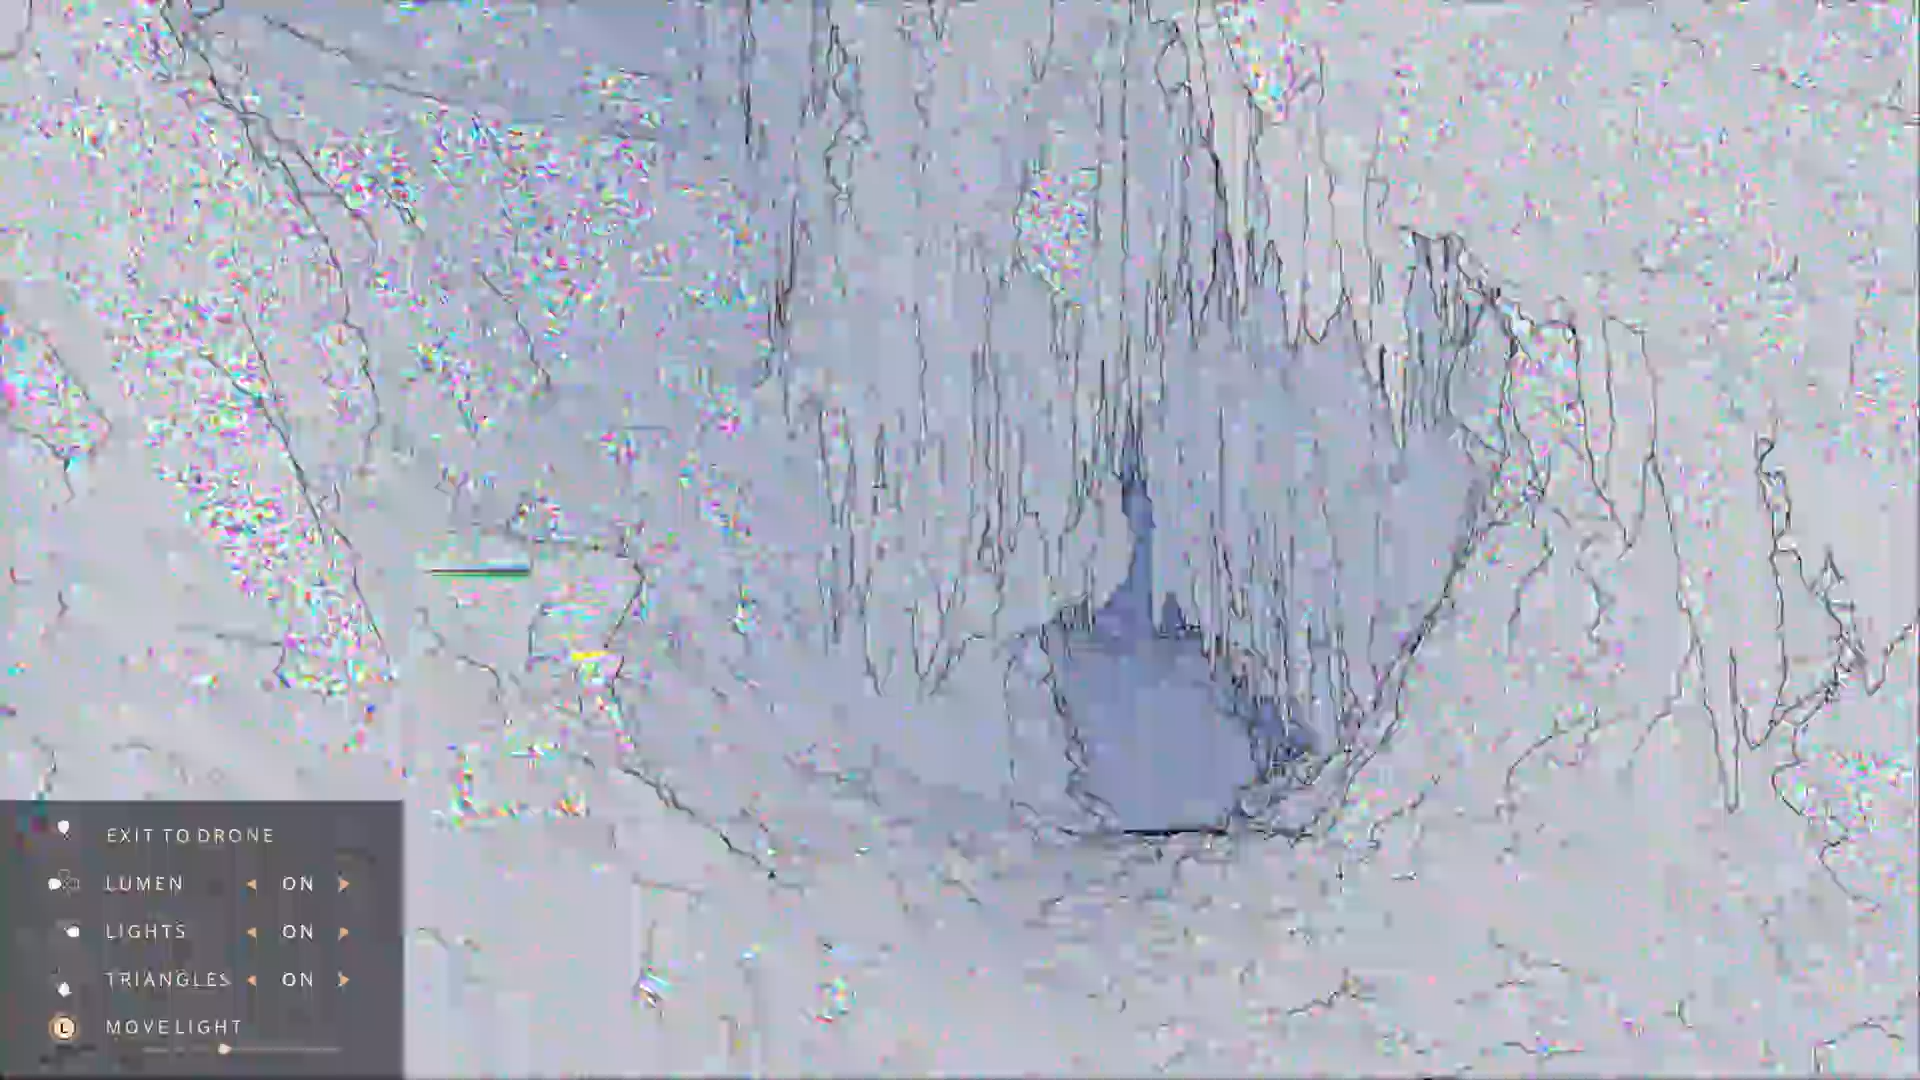 EXIT TO DRONE
LUMEN ON
LIGHTS ON
TRIANGLES ON
L MOVE LIGHT